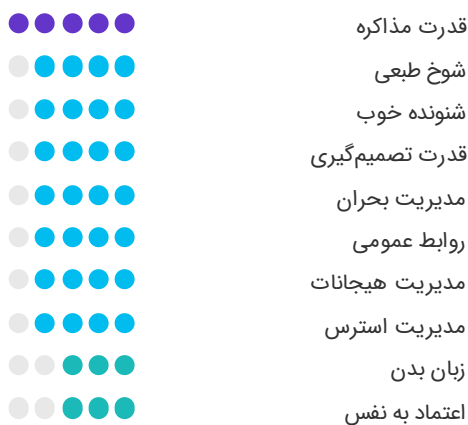 قدرت مذاکره
شوخ طبعی
شنونده خوب
قدرت تصمیم‌گیری
مدیریت بحران
روابط عمومی
مدیریت هیجانات
مدیریت استرس
زبان بدن
اعتماد به نفس